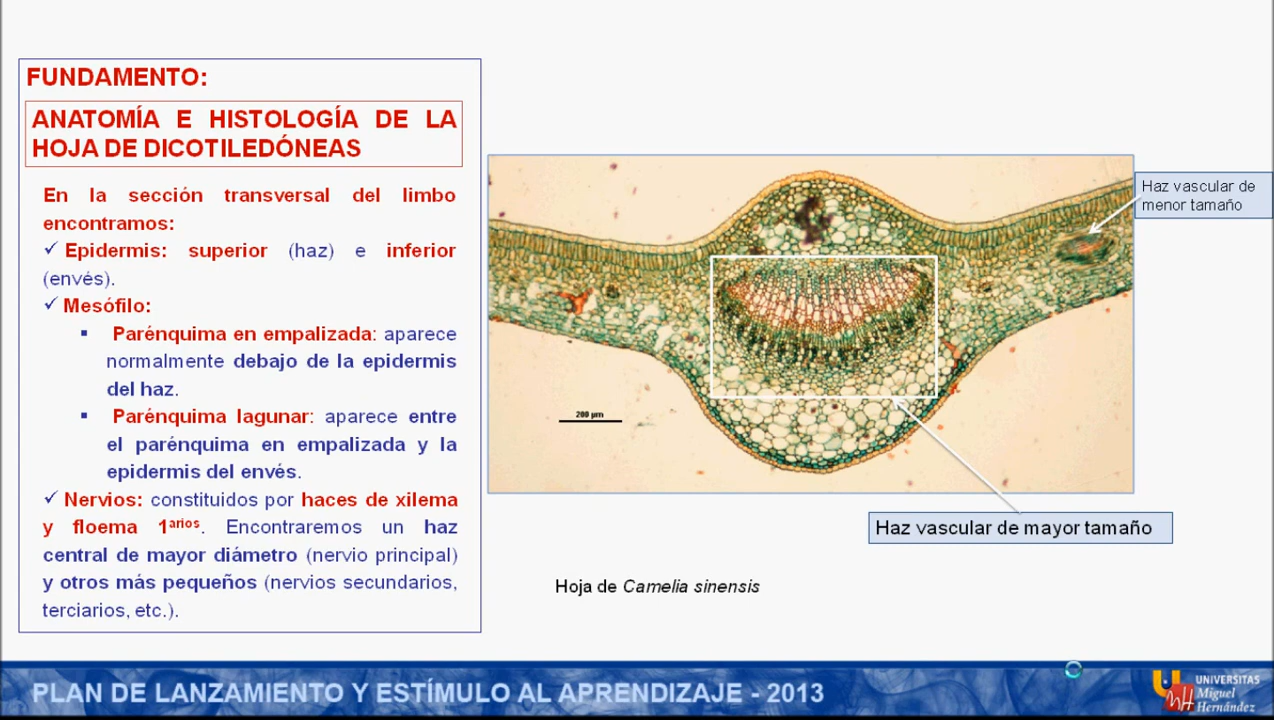 FUNDAMENTO:
ANATOMÍA E HISTOLOGÍA DE LA
HOJA DE DICOTILEDÓNEAS
En la sección transversal del limbo
encontramos:
✓ Epidermis: superior (haz) e inferior
(envés).
✓ Mesófilo:
▪ Parénquima en empalizada: aparece
normalmente debajo de la epidermis
del haz.
▪ Parénquima lagunar: aparece entre
el parénquima en empalizada y la
epidermis del envés.
✓ Nervios: constituidos por haces de xilema
y floema 1arios. Encontraremos un haz
central de mayor diámetro (nervio principal)
y otros más pequeños (nervios secundarios,
terciarios, etc.).
Haz vascular de
menor tamaño
200 µm
Haz vascular de mayor tamaño
Hoja de Camelia sinensis
PLAN DE LANZAMIENTO Y ESTÍMULO AL APRENDIZAJE - 2013
UNIVERSITAS
Miguel
Hernández